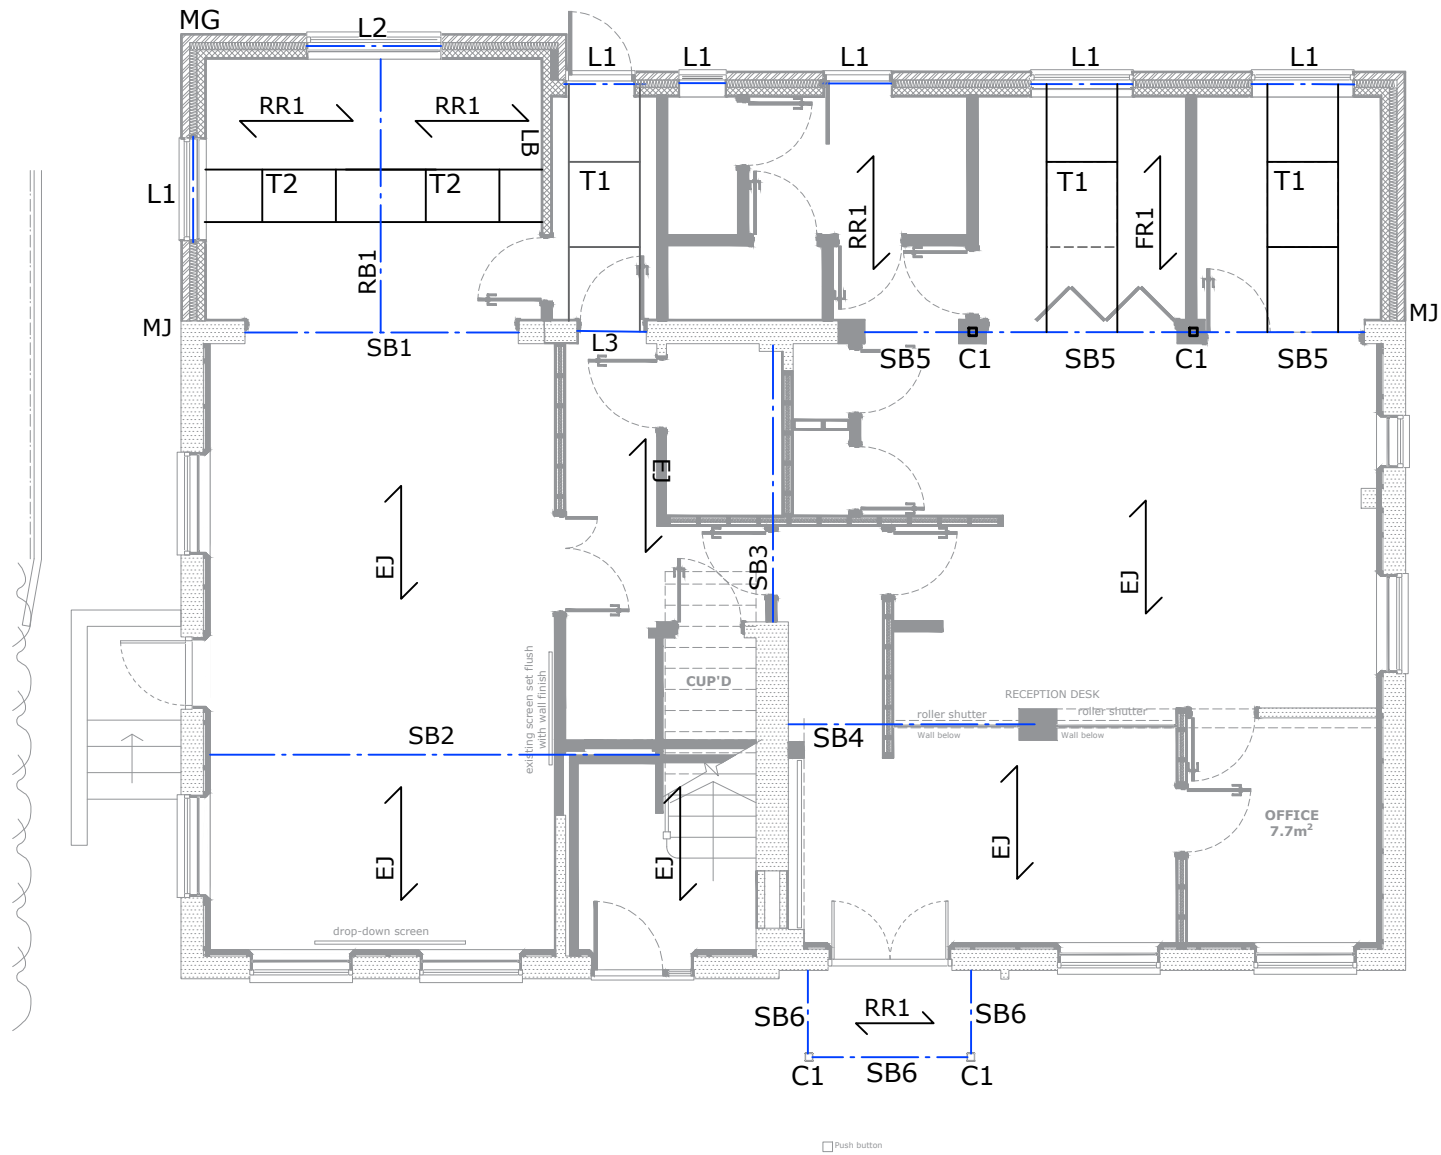 MG
L2
L1
L1
L1
L1
L1
RR1
RR1
LB
T2
T2
T1
T1
T1
L1
RR1
FR1
RB1
MJ
MJ
SB1
L3
SB5
C1
SB5
C1
SB5
EJ
EJ
SB3
EJ
CUP'D
existing screen set flush
with wall finish
RECEPTION DESK
roller shutter
roller shutter
Wall below
Wall below
SB2
SB4
EJ
EJ
EJ
OFFICE
7.7m²
drop-down screen
SB6
RR1
SB6
C1
SB6
C1
Push button